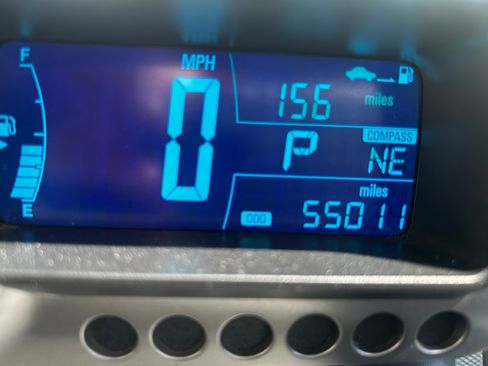 F
MPH
0
156
miles
P
COMPASS
NE
miles
E
ODO 55011